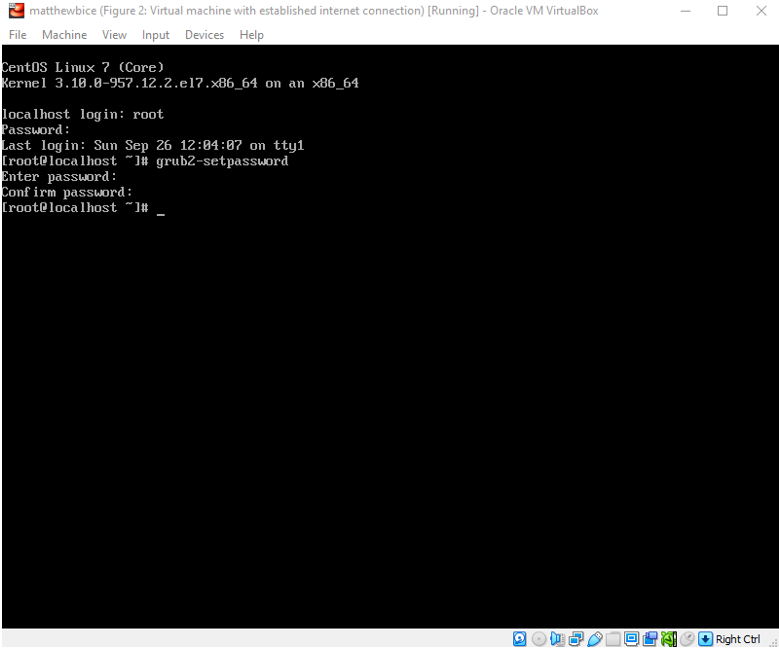 matthewbice (Figure 2: Virtual machine with established internet connection) [Running] - Oracle VM VirtualBox
File Machine View Input Devices Help
CentOS Linux 7 (Core)
Kernel 3.10.0-957.12.2.el7.x86_64 on an x86_64
localhost login: root
Password:
Last login: Sun Sep 26 12:04:07 on tty1
[root@localhost ~]# grub2-setpassword
Enter password:
Confirm password:
[root@localhost ~]# _
Right Ctrl